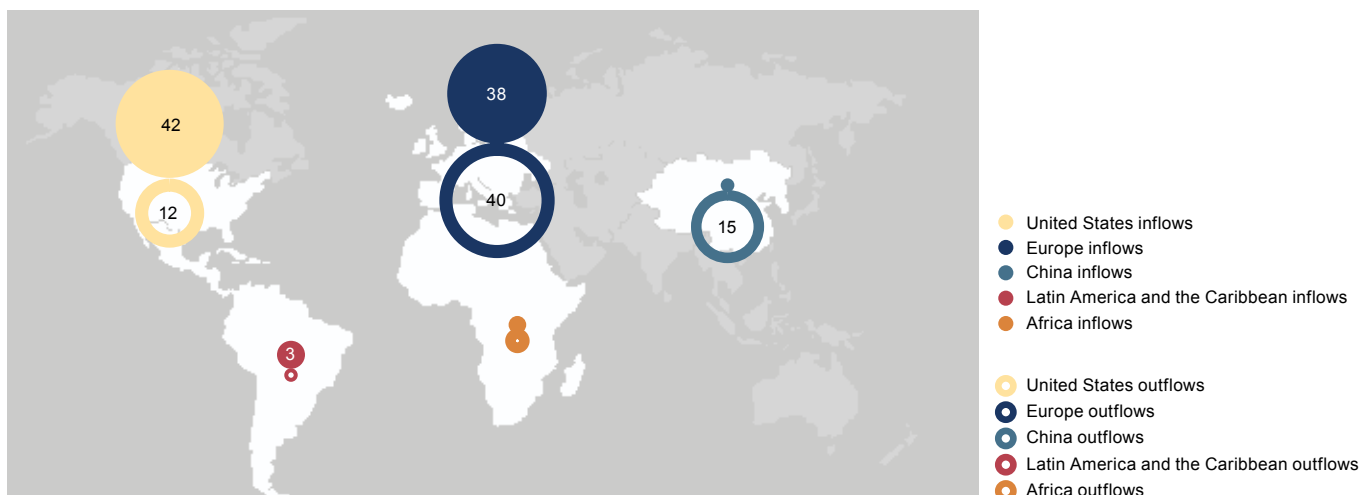 38
42
40
12
15
3
United States inflows
Europe inflows
China inflows
Latin America and the Caribbean inflows
Africa inflows
United States outflows
Europe outflows
China outflows
Latin America and the Caribbean outflows
Africa outflows